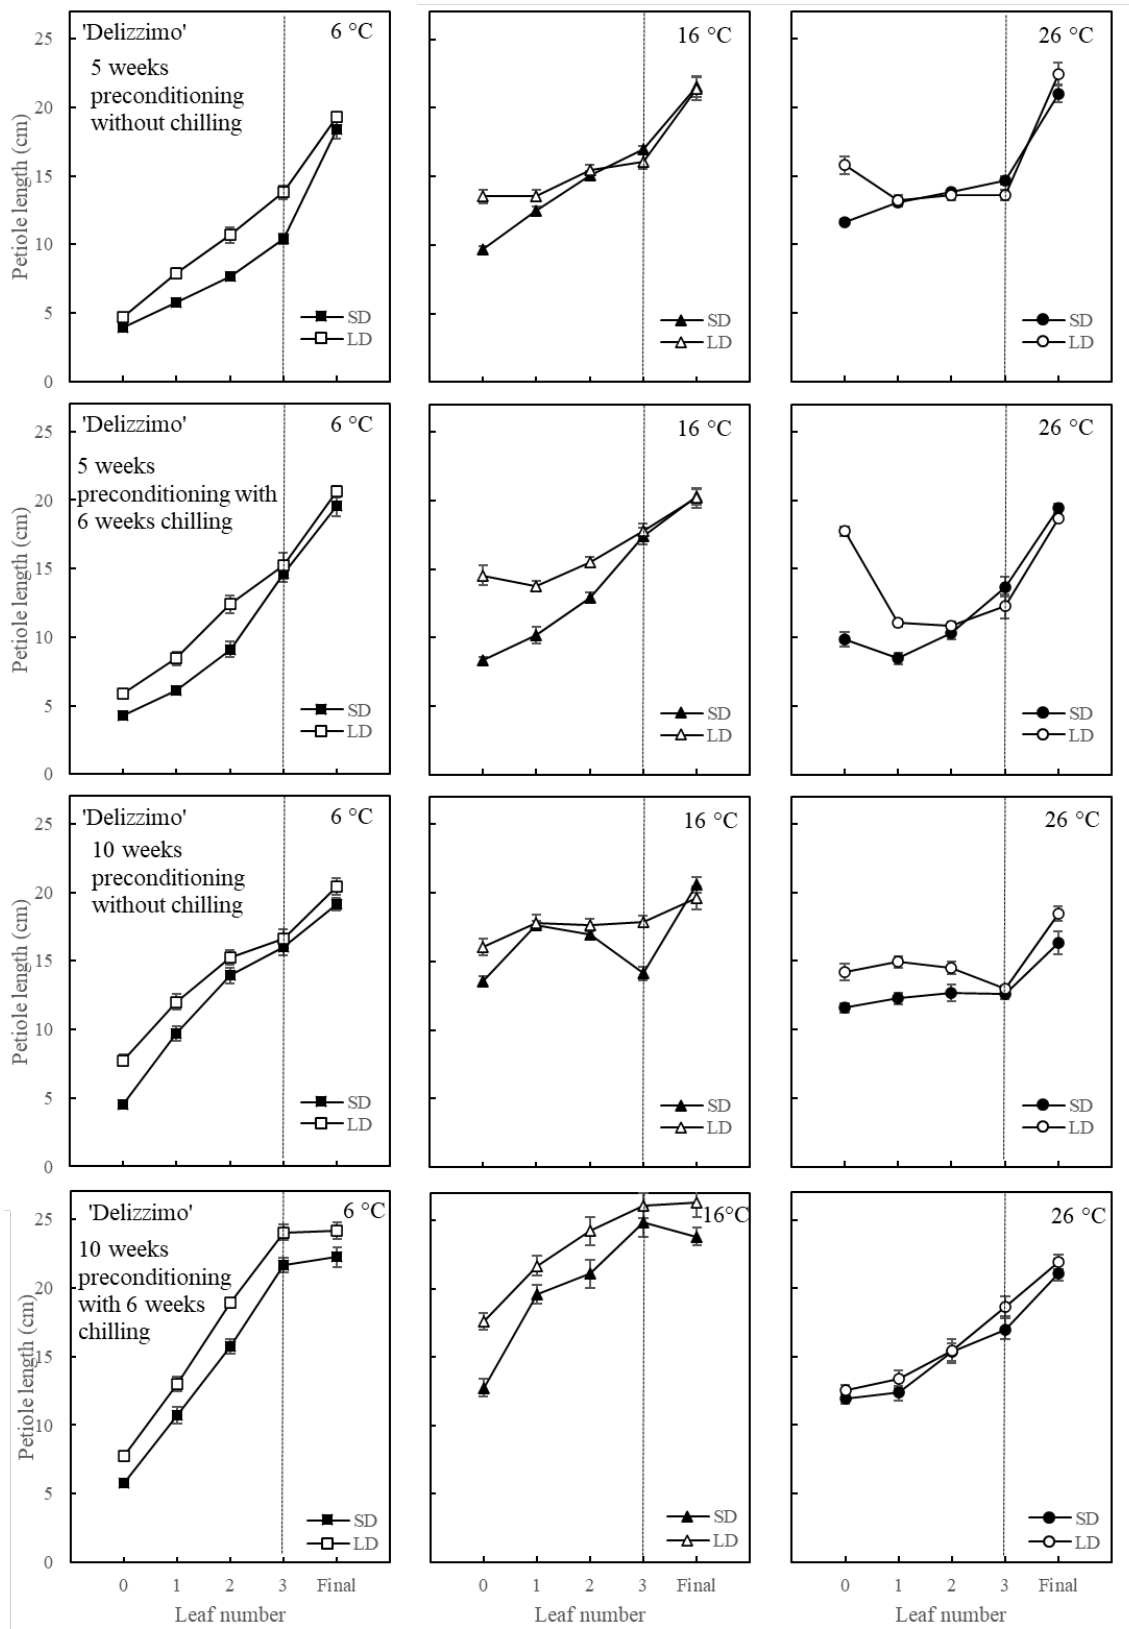 'Delizzimo' 6 °C
5 weeks
preconditioning
without chilling
Petiole length (cm)
25
20
15
10
5
0
SD
LD
16 °C
SD
LD
26 °C
SD
LD
'Delizzimo' 6 °C
5 weeks
preconditioning with
6 weeks chilling
Petiole length (cm)
25
20
15
10
5
0
SD
LD
16 °C
SD
LD
26 °C
SD
LD
'Delizzimo' 6 °C
10 weeks
preconditioning
without chilling
Petiole length (cm)
25
20
15
10
5
0
SD
LD
16 °C
SD
LD
26 °C
SD
LD
'Delizzimo' 6 °C
10 weeks
preconditioning
with 6 weeks
chilling
Petiole length (cm)
25
20
15
10
5
0
SD
LD
0 1 2 3 Final
Leaf number
16°C
SD
LD
0 1 2 3 Final
Leaf number
26 °C
SD
LD
0 1 2 3 Final
Leaf number